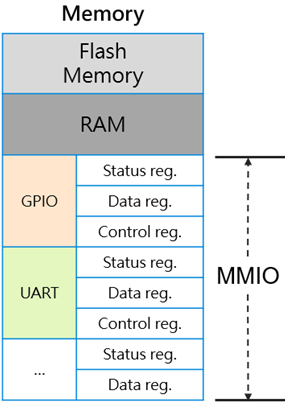 Memory
Flash
Memory
RAM
GPIO
Status reg.
Data reg.
Control reg.
UART
Status reg.
Data reg.
Control reg.
...
Status reg.
Data reg.
MMIO